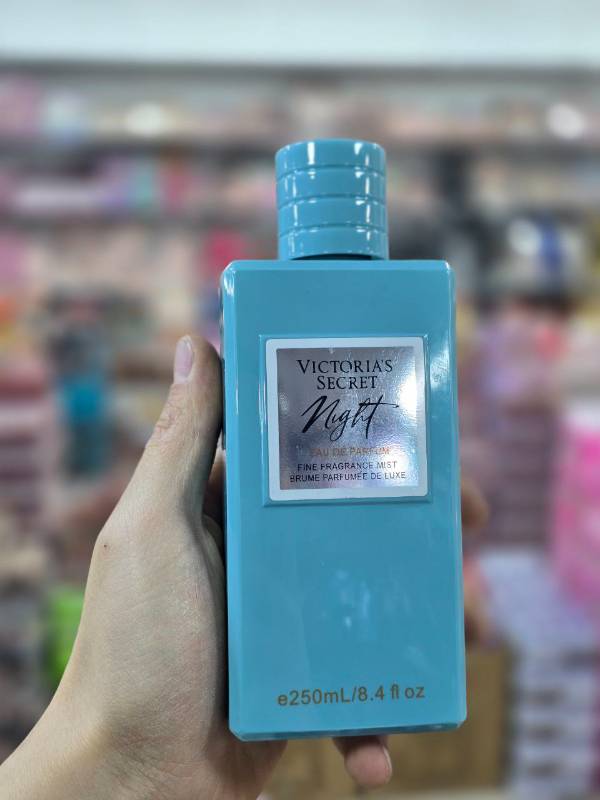 VICTORIA'S
SECRET
Night
EAU DE PARFUM
FINE FRAGRANCE MIST
BRUME PARFUMÉE DE LUXE
e250mL/8.4 fl oz